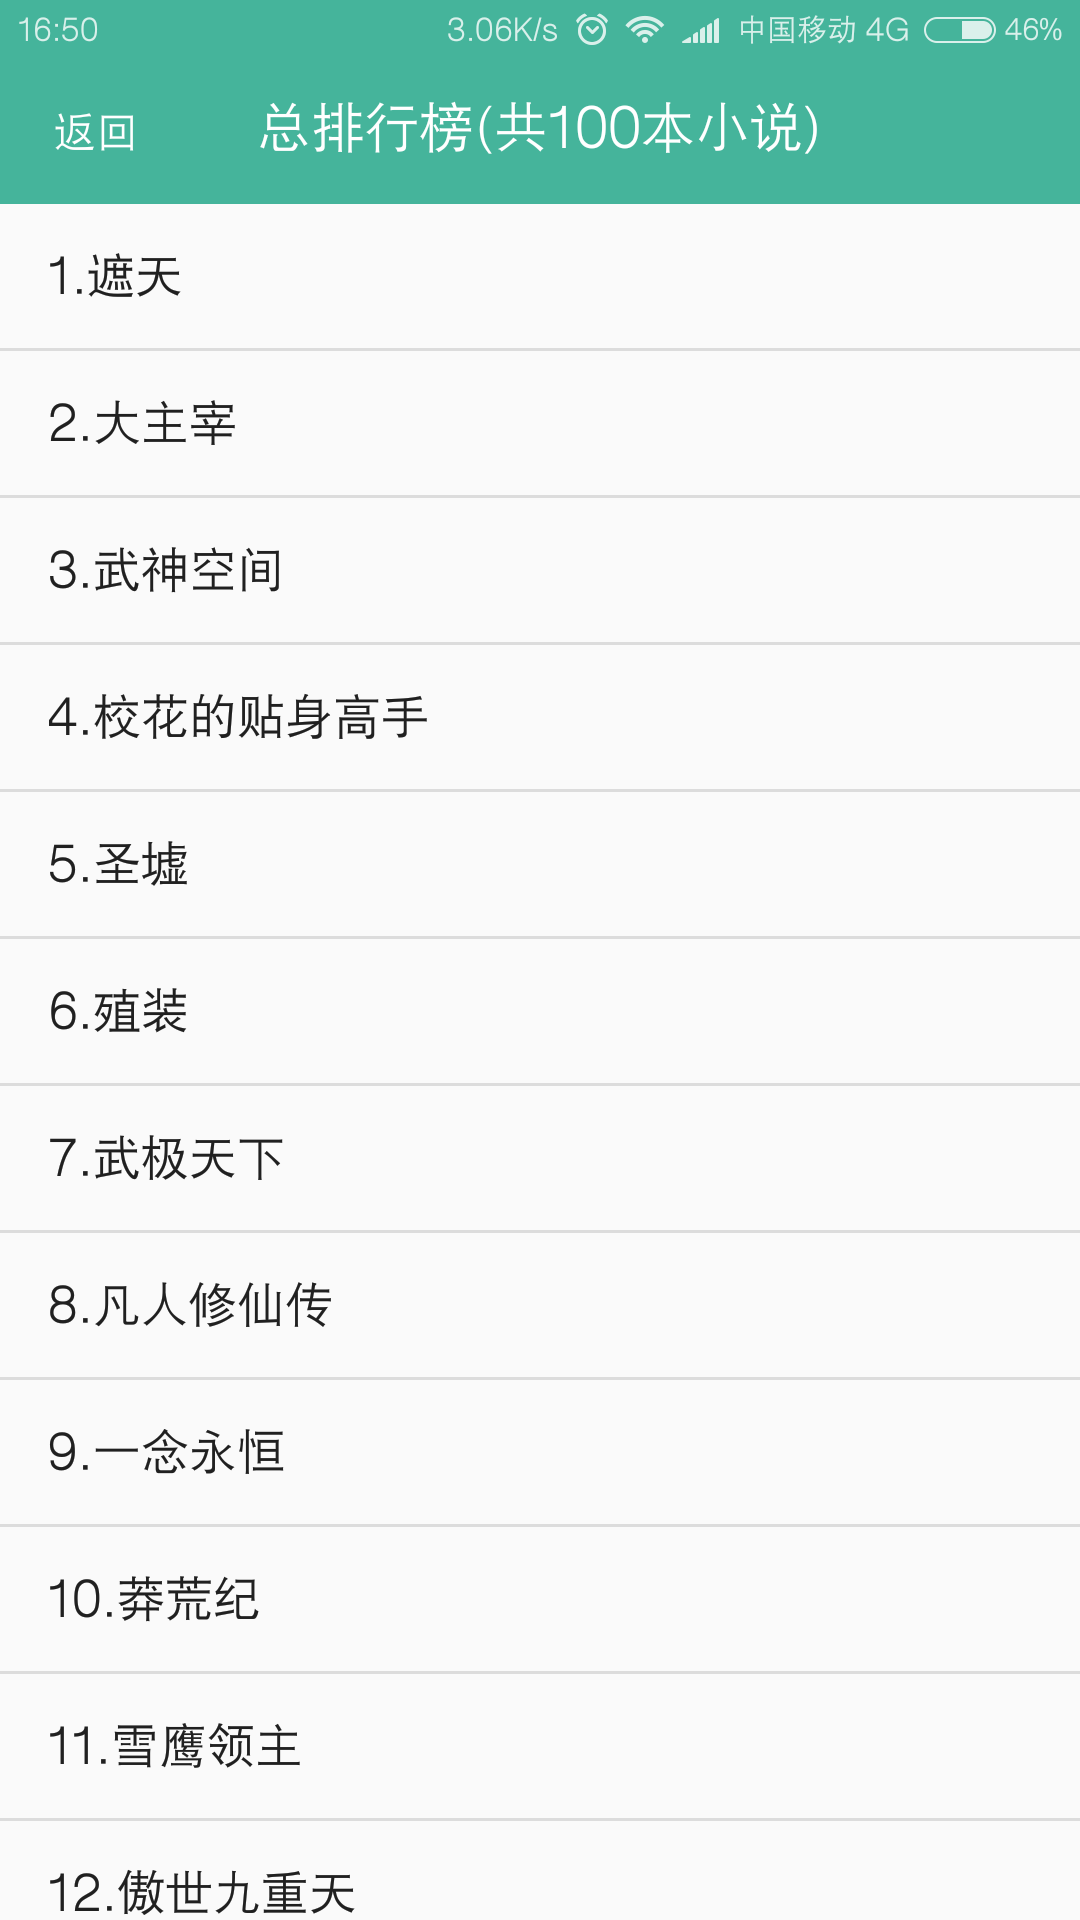 16:50 3.06K/s 中国移动 4G 46%
返回 总排行榜(共100本小说)
1.遮天
2.大主宰
3.武神空间
4.校花的贴身高手
5.圣墟
6.殖装
7.武极天下
8.凡人修仙传
9.一念永恒
10.莽荒纪
11.雪鹰领主
12.傲世九重天